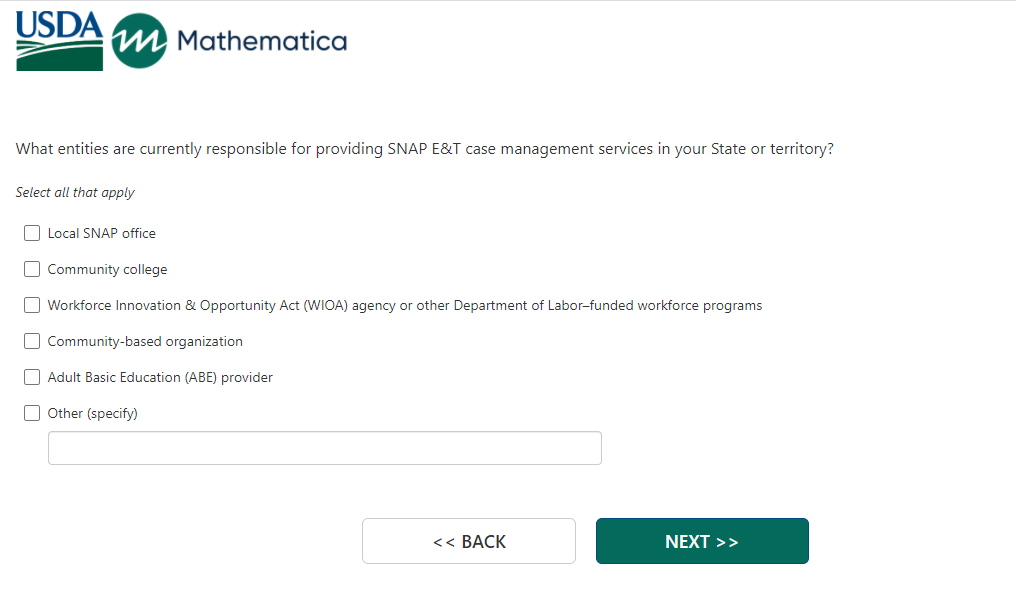 USDA
m Mathematica
What entities are currently responsible for providing SNAP E&T case management services in your State or territory?
Select all that apply
Local SNAP office
Community college
Workforce Innovation & Opportunity Act (WIOA) agency or other Department of Labor–funded workforce programs
Community-based organization
Adult Basic Education (ABE) provider
Other (specify)
<< BACK
NEXT >>